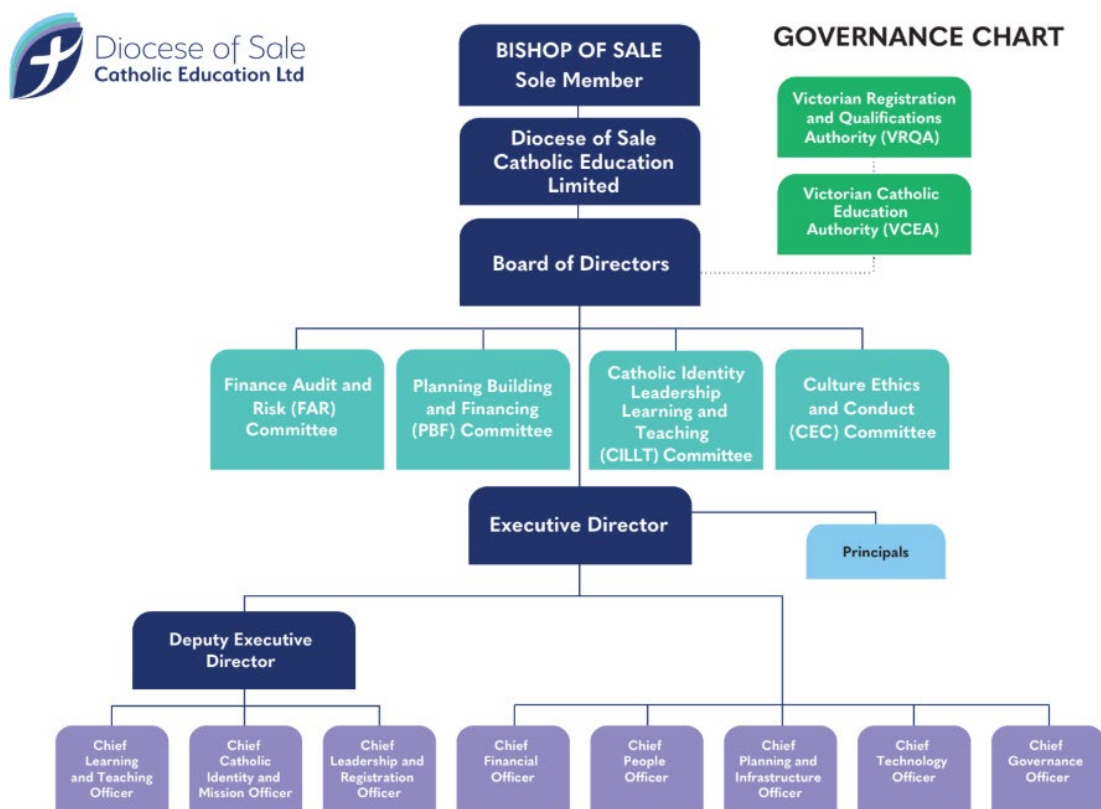 Diocese of Sale
Catholic Education Ltd
GOVERNANCE CHART
BISHOP OF SALE
Sole Member
Diocese of Sale
Catholic Education
Limited
Board of Directors
Victorian Registration
and Qualifications
Authority (VRQA)
Victorian Catholic
Education
Authority (VCEA)
Finance Audit and
Risk (FAR)
Committee
Planning Building
and Financing
(PBF) Committee
Catholic Identity
Leadership
Learning and
Teaching
(CILLT) Committee
Culture Ethics
and Conduct
(CEC) Committee
Executive Director
Principals
Deputy Executive
Director
Chief
Learning
and Teaching
Officer
Chief
Catholic
Identity and
Mission Officer
Chief
Leadership and
Registration
Officer
Chief
Financial
Officer
Chief
People
Officer
Chief
Planning and
Infrastructure
Officer
Chief
Technology
Officer
Chief
Governance
Officer